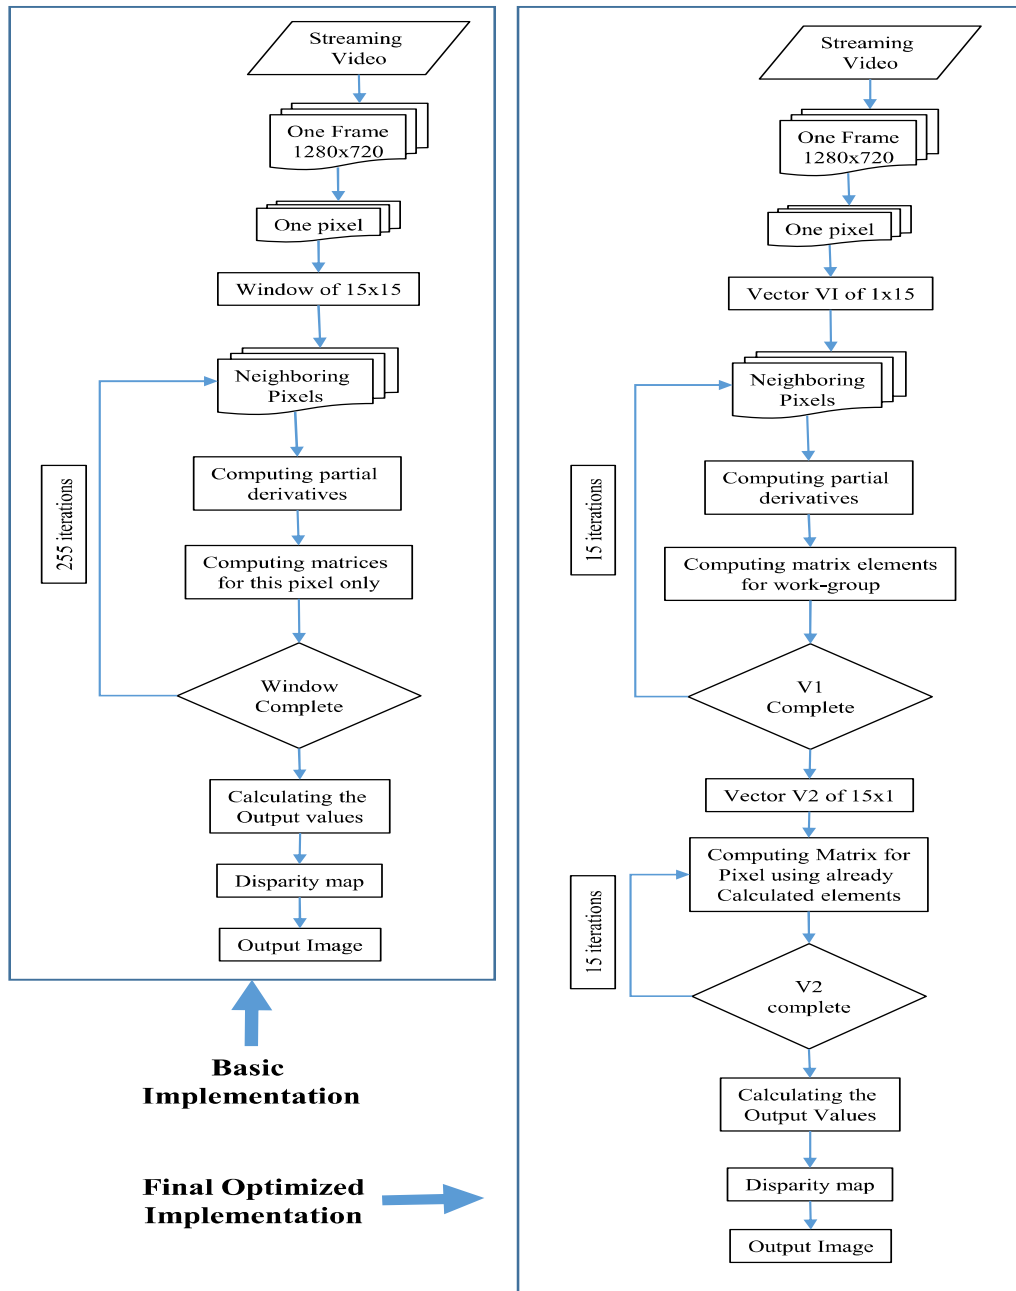 Streaming
Video
One Frame
1280x720
One pixel
Window of 15x15
Neighboring
Pixels
255 iterations
Computing partial
derivatives
Computing matrices
for this pixel only
Window
Complete
Calculating the
Output values
Disparity map
Output Image
Basic
Implementation
Final Optimized
Implementation
Streaming
Video
One Frame
1280x720
One pixel
Vector VI of 1x15
Neighboring
Pixels
15 iterations
Computing partial
derivatives
Computing matrix elements
for work-group
V1
Complete
Vector V2 of 15x1
Computing Matrix for
Pixel using already
Calculated elements
15 iterations
V2
complete
Calculating the
Output Values
Disparity map
Output Image